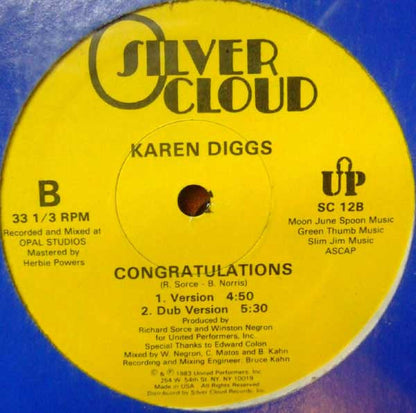 SILVER
CLOUD
KAREN DIGGS
B
33 1/3 RPM
Recorded and Mixed at
OPAL STUDIOS
Mastered by
Herbie Powers
UP
SC 12B
Moon June Spoon Music
Green Thumb Music
Slim Jim Music
ASCAP
CONGRATULATIONS
(R. Sorce - B. Norris)
1. Version 4:50
2. Dub Version 5:30
Produced by
Richard Sorce and Winston Negron
for United Performers, Inc.
Special Thanks to Edward Colon
Mixed by W. Negron, C. Matos and B. Kahn
Recording and Mixing Engineer: Bruce Kahn
© & ℗ 1983 United Performers, Inc.
254 W. 54th St. NY, NY 10019
Made in USA. All Rights Reserved.
Distributed by Silver Cloud Records, Inc.